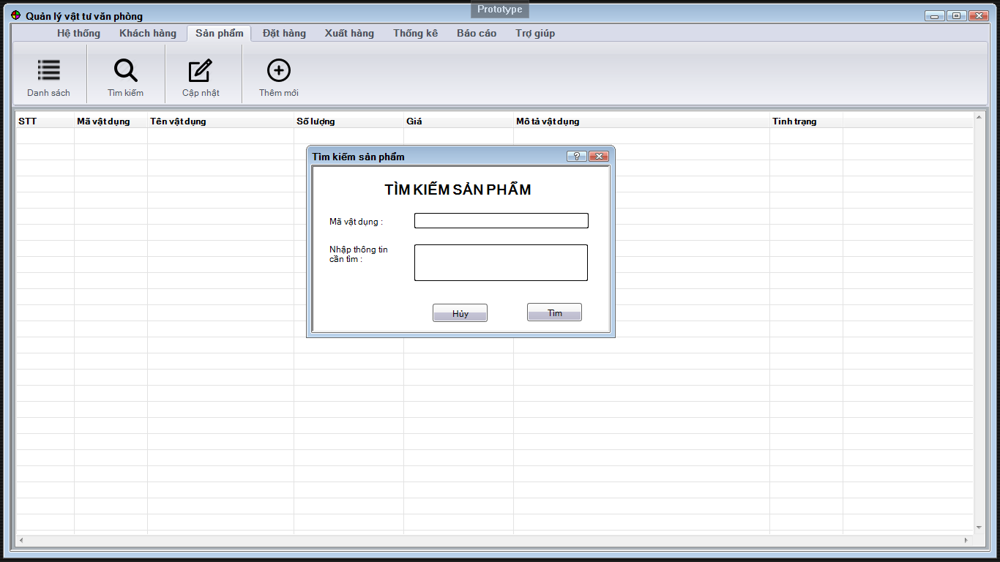 Prototype
Quản lý vật tư văn phòng
Hệ thống Khách hàng Sản phẩm Đặt hàng Xuất hàng Thống kê Báo cáo Trợ giúp
Danh sách Tìm kiếm Cập nhật Thêm mới
STT Mã vật dụng Tên vật dụng Số lượng Giá Mô tả vật dụng Tình trạng
Tìm kiếm sản phẩm ?
TÌM KIẾM SẢN PHẨM
Mã vật dụng :
Nhập thông tin
cần tìm :
Hủy Tìm